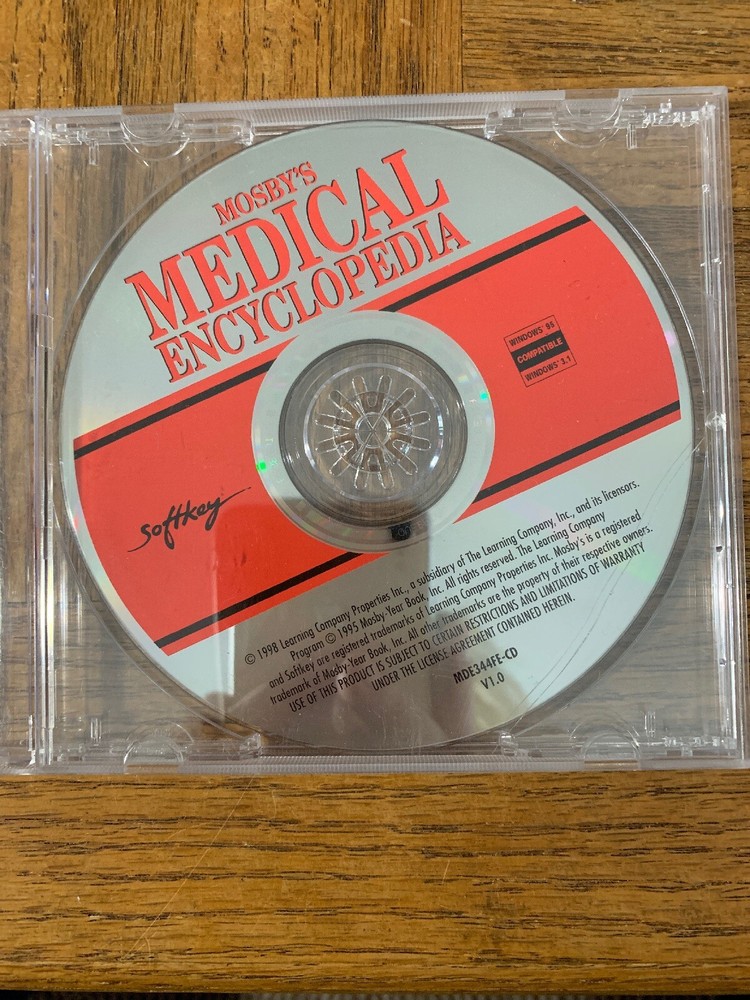 MOSBY'S
MEDICAL
ENCYCLOPEDIA
WINDOWS® 95
COMPATIBLE
WINDOWS® 3.1
Softkey®
© 1998 Learning Company Properties Inc., a subsidiary of The Learning Company, Inc., and its licensors.
Program © 1995 Mosby-Year Book, Inc. All rights reserved. The Learning Company
and Softkey are registered trademarks of Learning Company Properties Inc. Mosby's is a registered
trademark of Mosby-Year Book, Inc. All other trademarks are the property of their respective owners.
USE OF THIS PRODUCT IS SUBJECT TO CERTAIN RESTRICTIONS AND LIMITATIONS OF WARRANTY
UNDER THE LICENSE AGREEMENT CONTAINED HEREIN.
MDE344FE-CD
V1.0